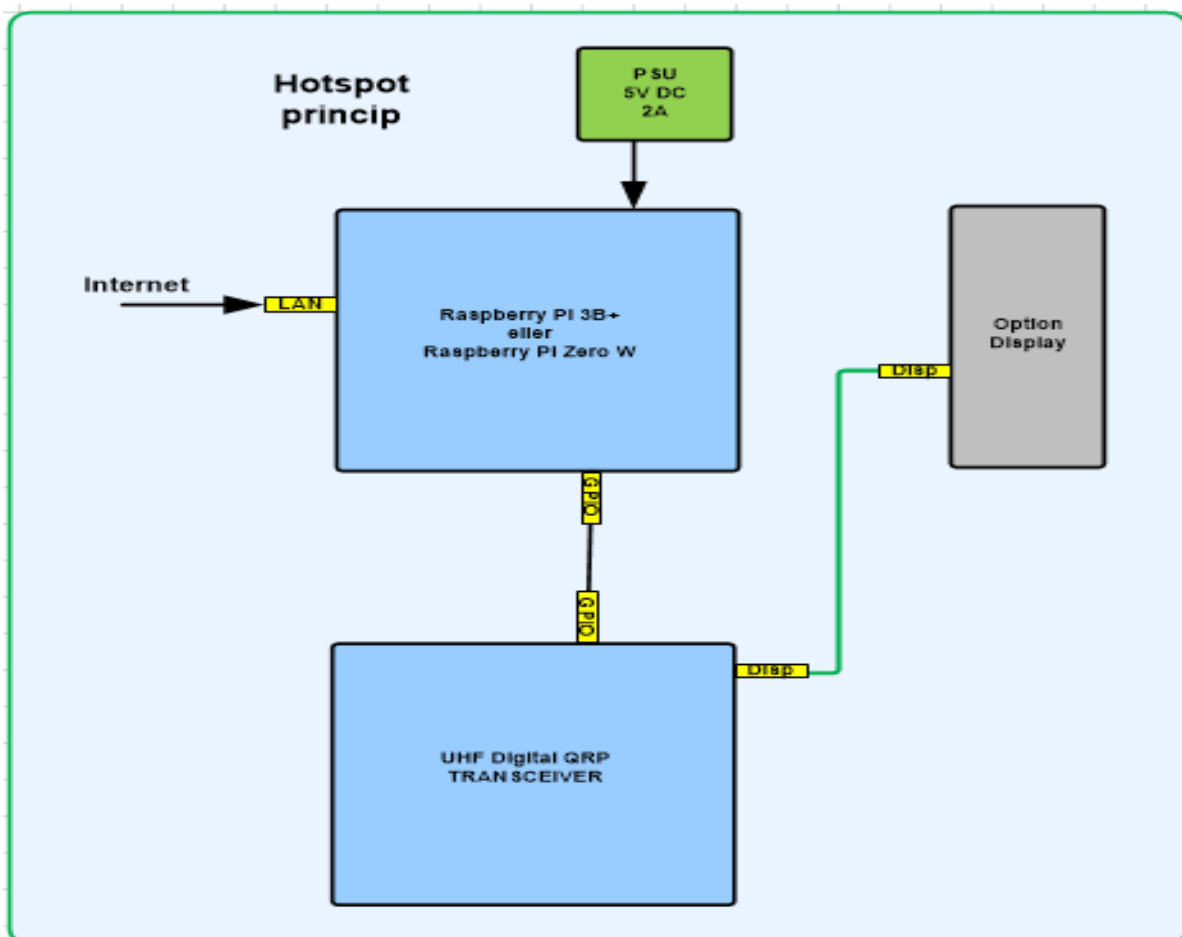 Hotspot
princip
PSU
5V DC
2A
Internet
LAN
Raspberry PI 3B+
eller
Raspberry PI Zero W
Option
Display
Disp
GPIO
GPIO
Disp
UHF Digital QRP
TRANSCEIVER